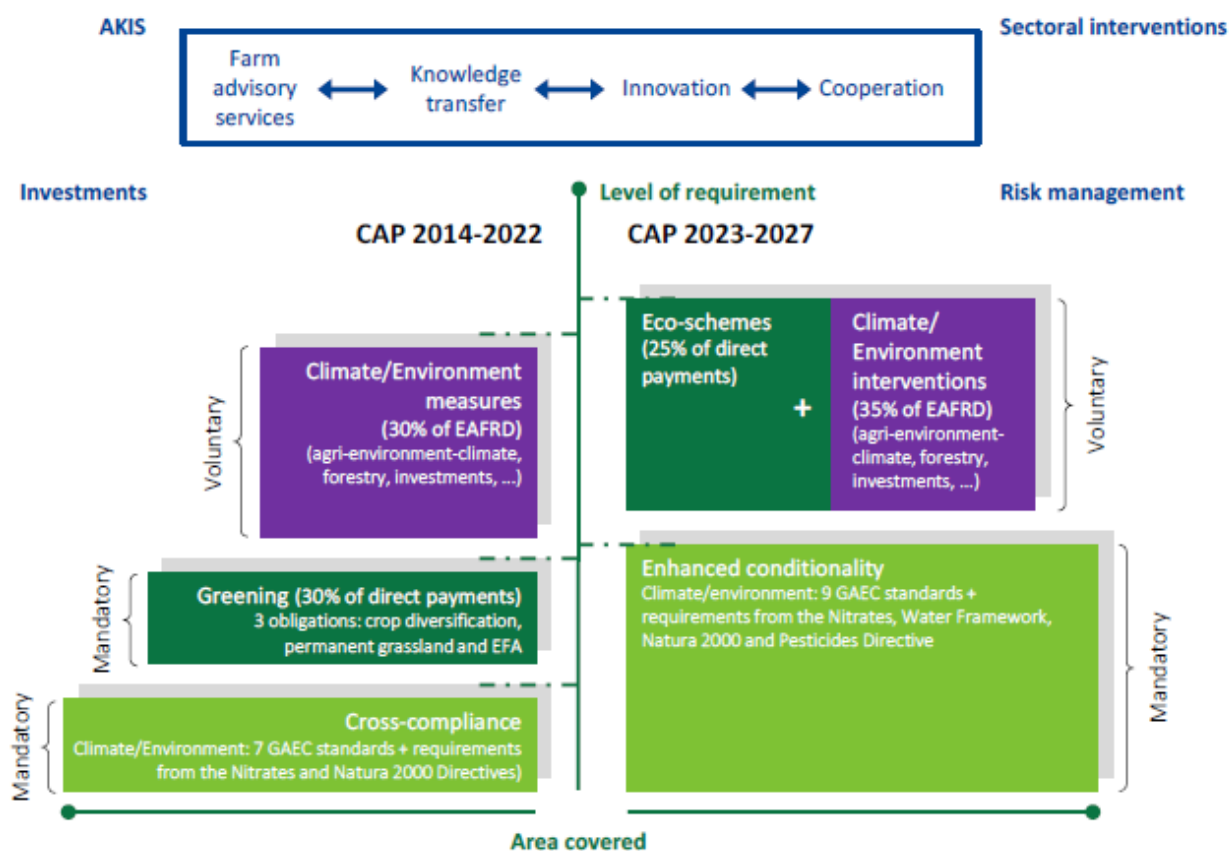 AKIS
Sectoral interventions
Farm
advisory
services
Knowledge
transfer
Innovation
Cooperation
Investments
Level of requirement
Risk management
CAP 2014-2022
CAP 2023-2027
Voluntary
Climate/Environment
measures
(30% of EAFRD)
(agri-environment-climate,
forestry, investments, ...)
Mandatory
Greening (30% of direct payments)
3 obligations: crop diversification,
permanent grassland and EFA
Mandatory
Cross-compliance
Climate/Environment: 7 GAEC standards + requirements
from the Nitrates and Natura 2000 Directives)
Eco-schemes
(25% of direct
payments)
+
Climate/
Environment
interventions
(35% of EAFRD)
(agri-environment-
climate, forestry,
investments, ...)
Voluntary
Enhanced conditionality
Climate/environment: 9 GAEC standards +
requirements from the Nitrates, Water Framework,
Natura 2000 and Pesticides Directive
Mandatory
Area covered